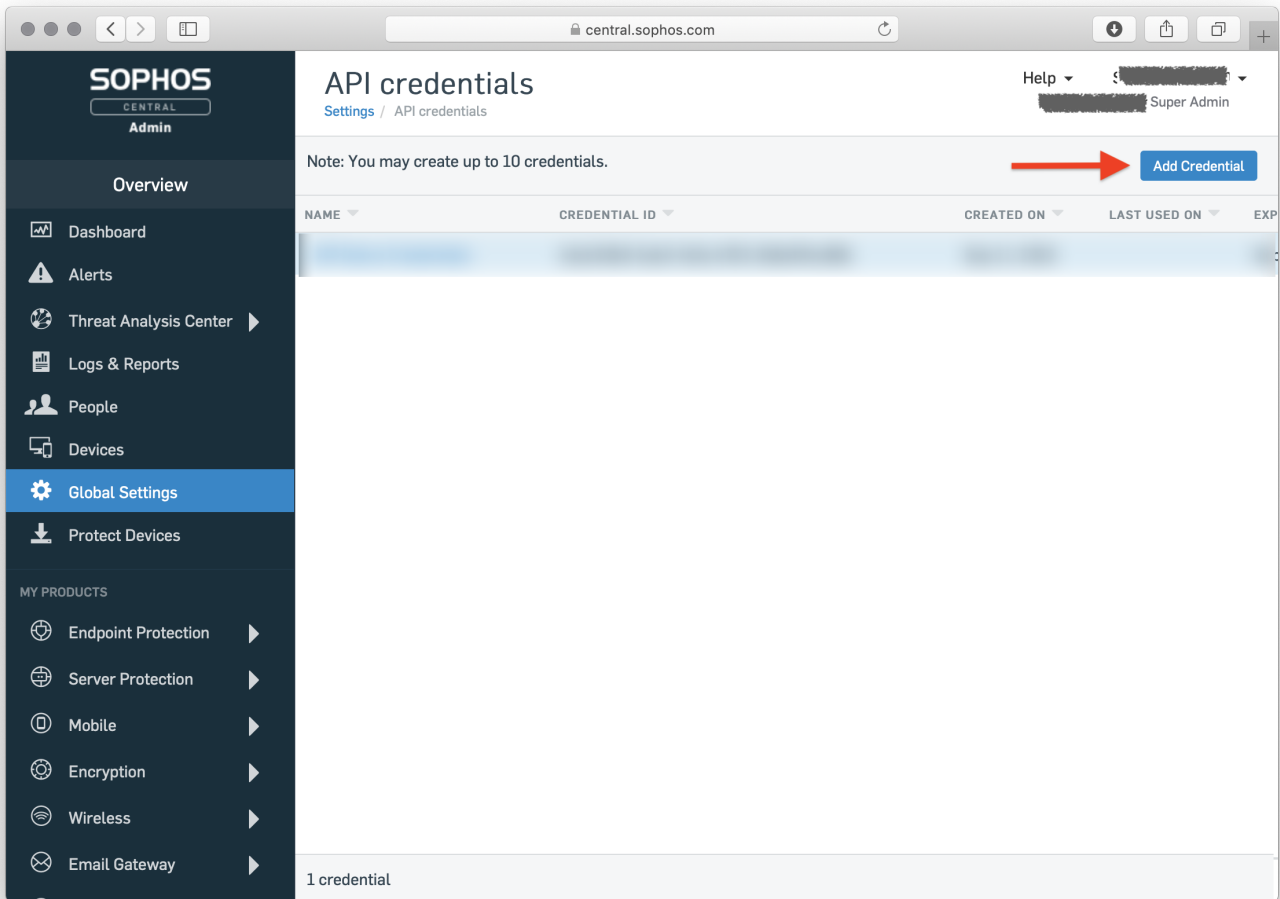 central.sophos.com
SOPHOS
CENTRAL
Admin
Overview
Dashboard
Alerts
Threat Analysis Center
Logs & Reports
People
Devices
Global Settings
Protect Devices
MY PRODUCTS
Endpoint Protection
Server Protection
Mobile
Encryption
Wireless
Email Gateway
API credentials
Settings / API credentials
Help
Super Admin
Note: You may create up to 10 credentials.
Add Credential
NAME CREDENTIAL ID CREATED ON LAST USED ON EXP
1 credential